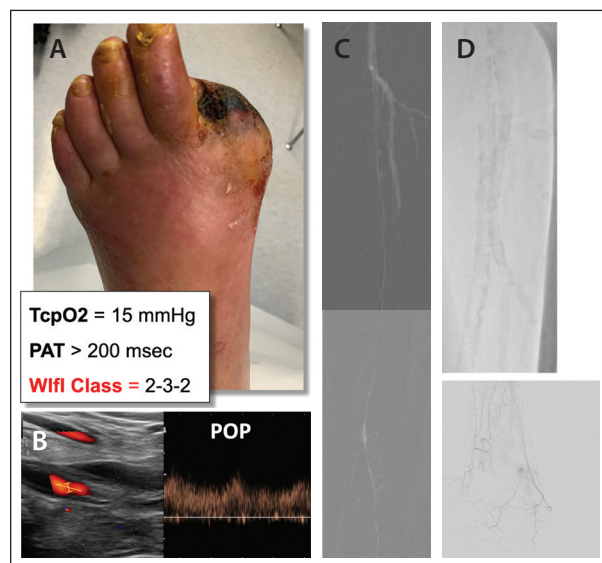 A
C
D
TcpO2 = 15 mmHg
PAT > 200 msec
WIfI Class = 2-3-2
B
POP